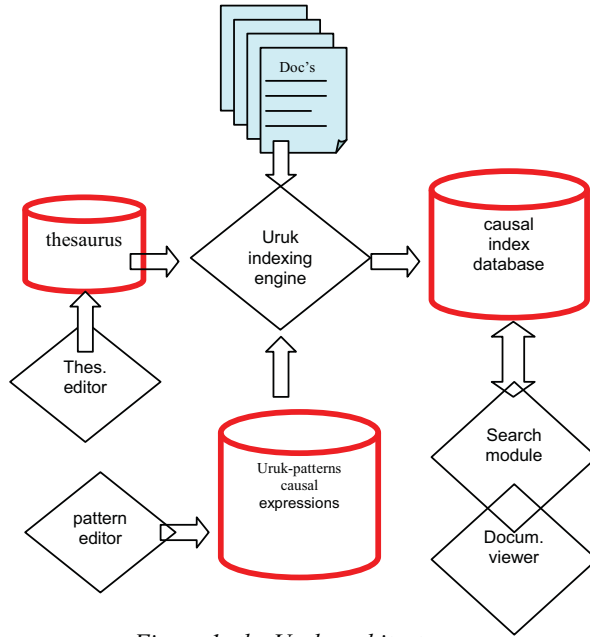 Doc's
thesaurus
Uruk
indexing
engine
causal
index
database
Thes.
editor
Uruk-patterns
causal
expressions
Search
module
pattern
editor
Docum.
viewer